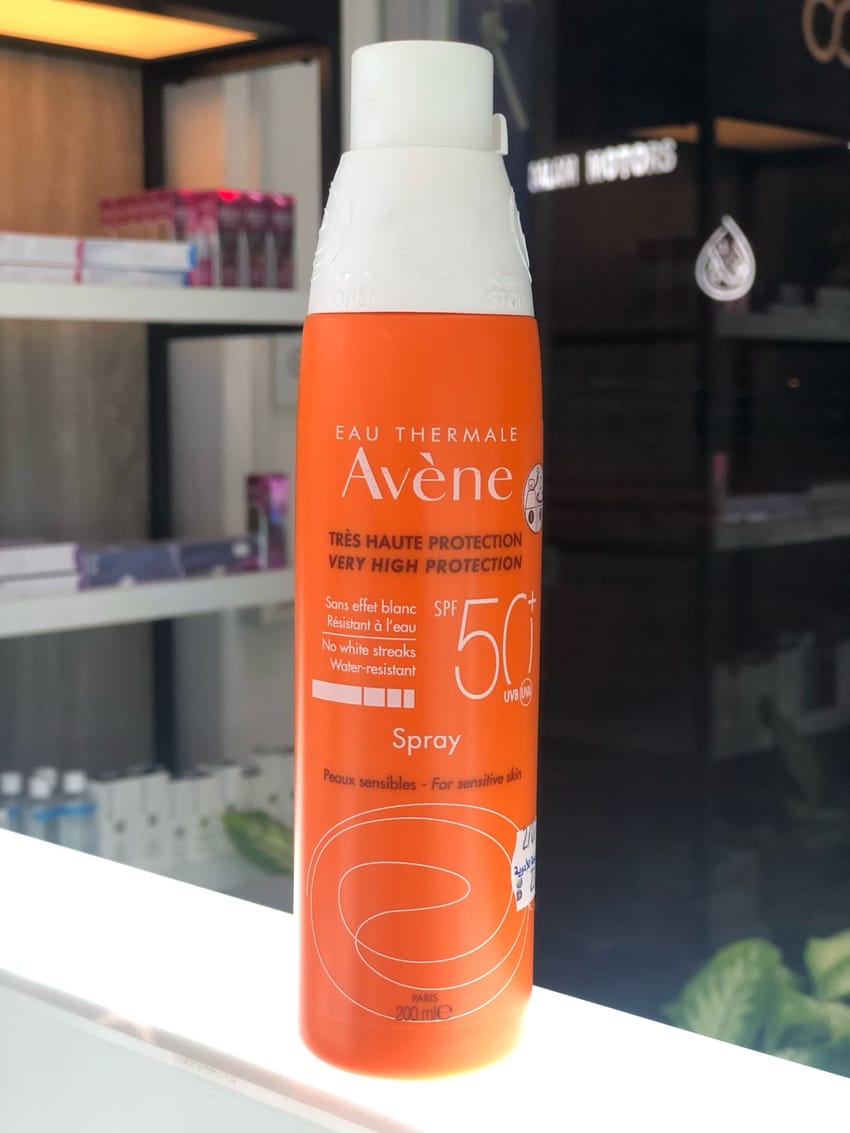 OPEN
STOP
EAU THERMALE
Avène
TRÈS HAUTE PROTECTION
VERY HIGH PROTECTION
Sans effet blanc
Résistant à l'eau
No white streaks
Water-resistant
SPF 50+
UVB UVA
Spray
Peaux sensibles - For sensitive skin
PARIS
200 ml e
MOTORS